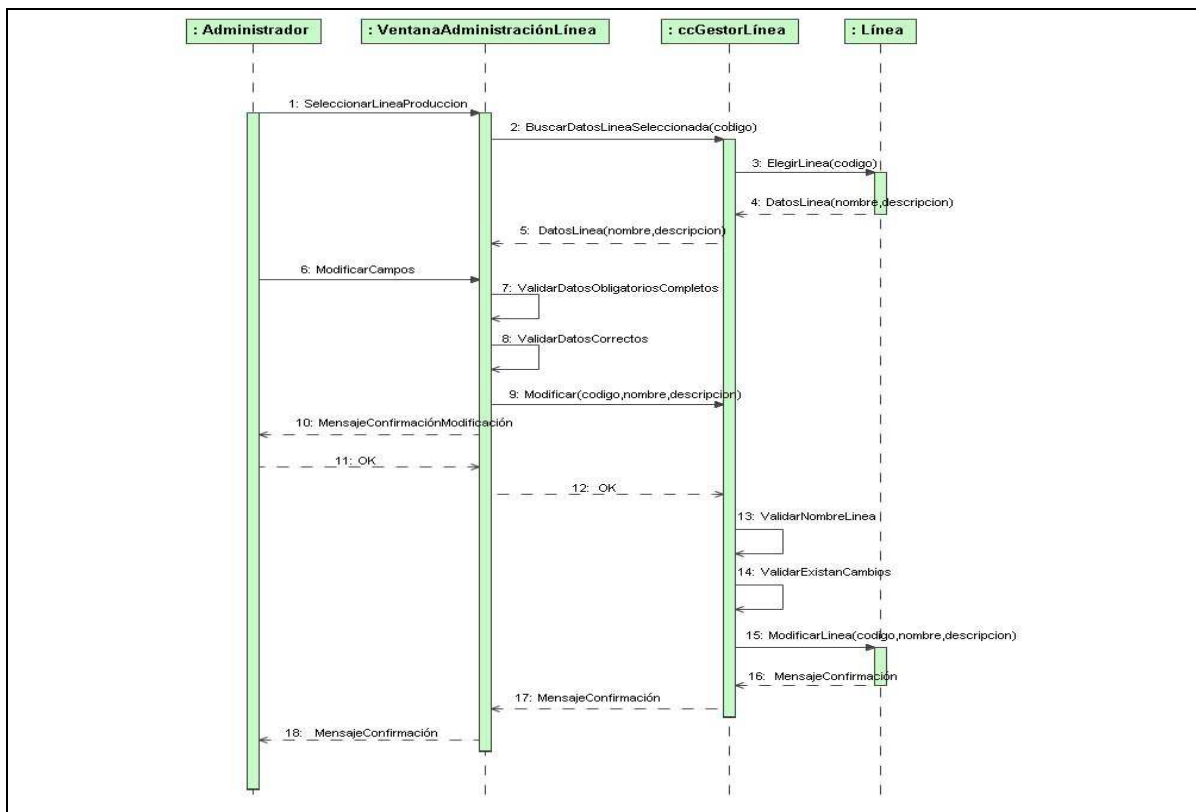 : Administrador
: VentanaAdministraciónLínea
: ccGestorLínea
: Línea
1: SeleccionarLineaProduccion
2: BuscarDatosLineaSeleccionada(codigo)
3: ElegirLinea(codigo)
4: DatosLinea(nombre,descripcion)
5: DatosLinea(nombre,descripcion)
6: ModificarCampos
7: ValidarDatosObligatoriosCompletos
8: ValidarDatosCorrectos
9: Modificar(codigo,nombre,descripcion)
10: MensajeConfirmaciónModificación
11: OK
12: OK
13: ValidarNombreLinea
14: ValidarExistanCambios
15: ModificarLinea(codigo,nombre,descripcion)
16: MensajeConfirmación
17: MensajeConfirmación
18: MensajeConfirmación